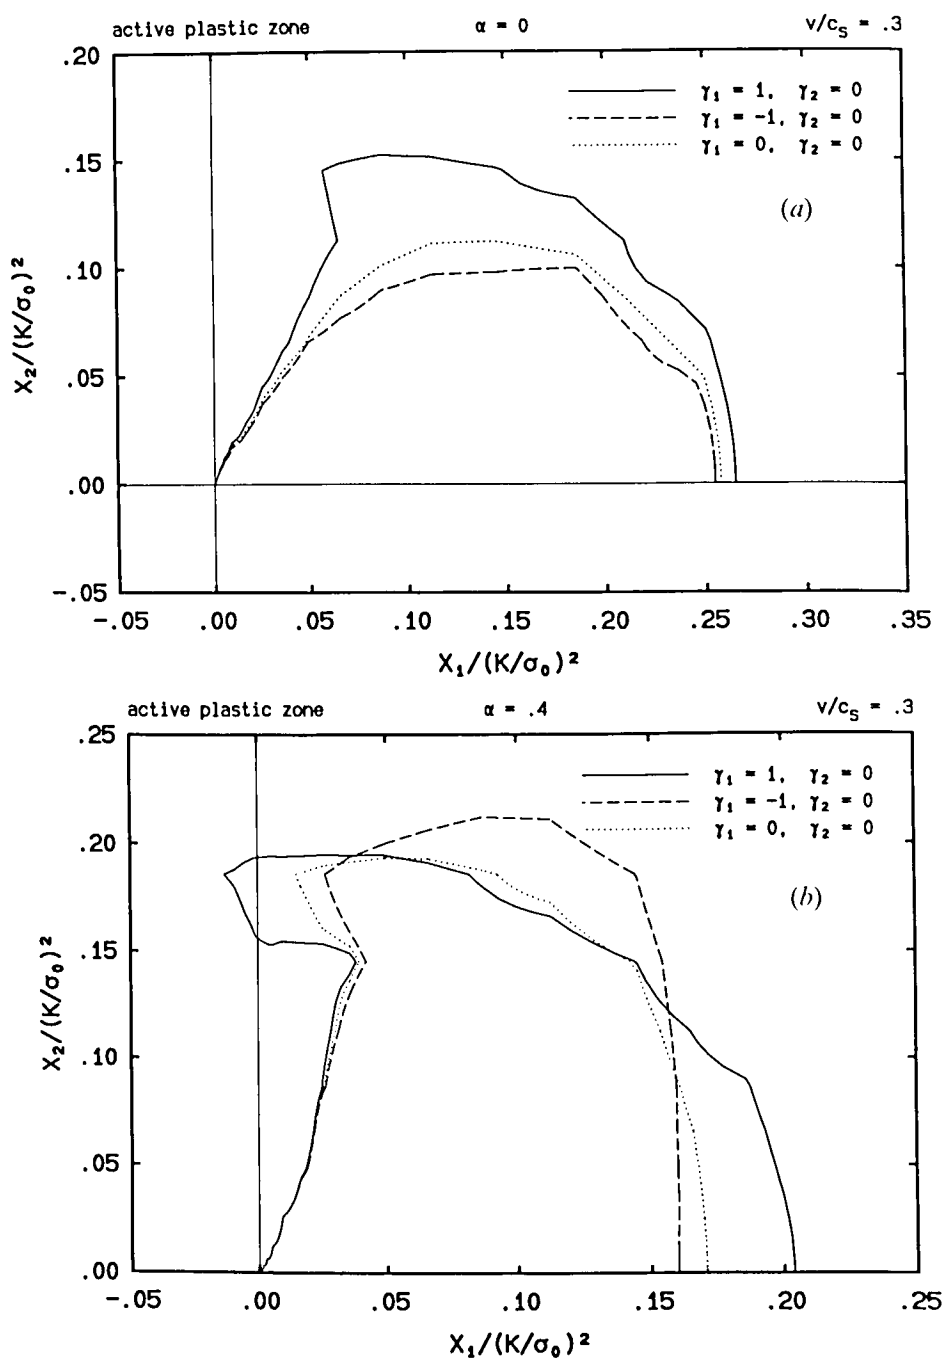 active plastic zone α = 0 v/cS = .3
.20
γ1 = 1, γ2 = 0
γ1 = -1, γ2 = 0
γ1 = 0, γ2 = 0
.15
(a)
.10
X2/(K/σ0)²
.05
.00
-.05
-.05 .00 .05 .10 .15 .20 .25 .30 .35
X1/(K/σ0)²
active plastic zone α = .4 v/cS = .3
.25
γ1 = 1, γ2 = 0
γ1 = -1, γ2 = 0
γ1 = 0, γ2 = 0
.20
(b)
.15
X2/(K/σ0)²
.10
.05
.00
-.05 .00 .05 .10 .15 .20 .25
X1/(K/σ0)²